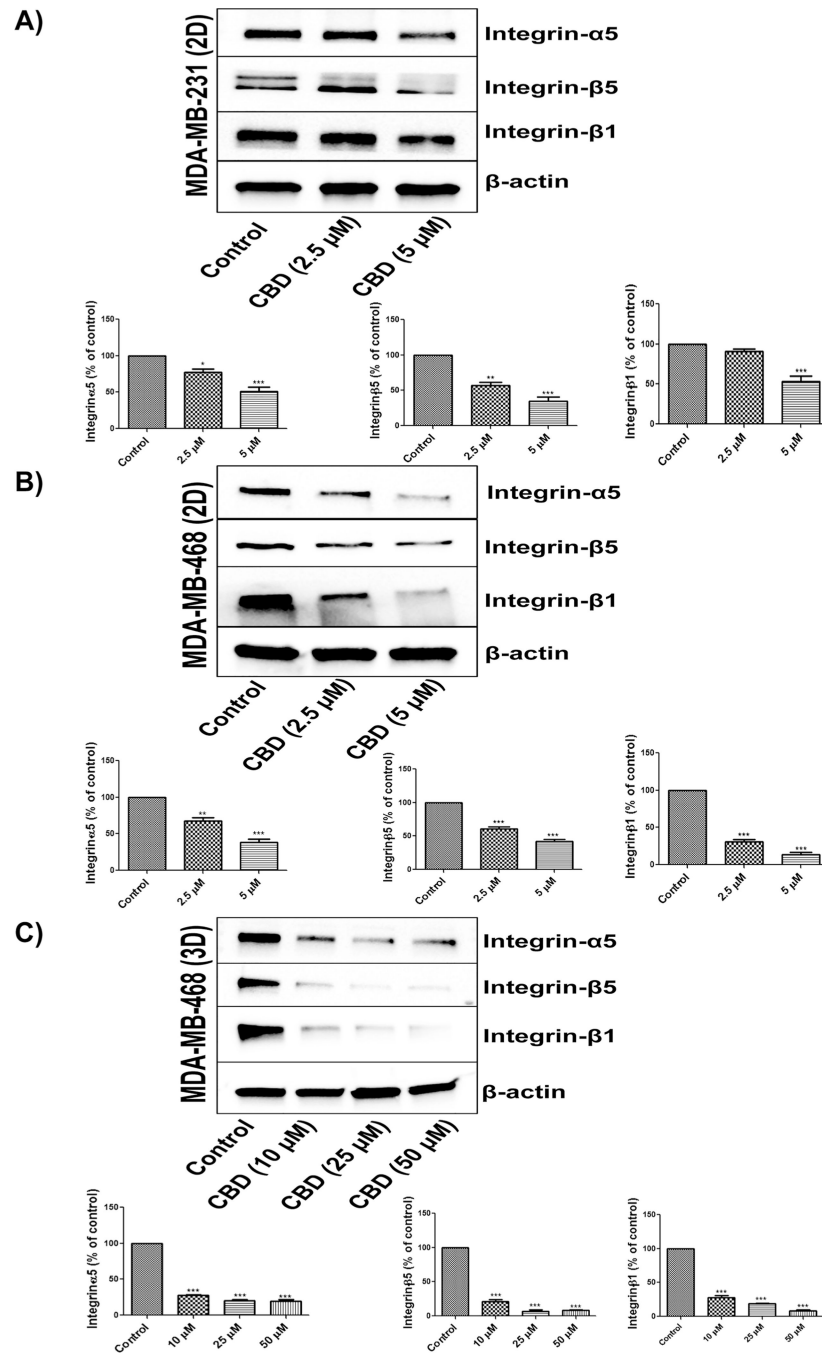 A)
MDA-MB-231 (2D)
Integrin-α5
Integrin-β5
Integrin-β1
β-actin
Control
CBD (2.5 µM)
CBD (5 µM)
Integrinα5 (% of control)
150
100
50
0
*
***
Control
2.5 µM
5 µM
Integrinβ5 (% of control)
150
100
50
0
**
***
Control
2.5 µM
5 µM
Integrinβ1 (% of control)
150
100
50
0
***
Control
2.5 µM
5 µM
B)
MDA-MB-468 (2D)
Integrin-α5
Integrin-β5
Integrin-β1
β-actin
Control
CBD (2.5 µM)
CBD (5 µM)
Integrinα5 (% of control)
150
100
50
0
**
***
Control
2.5 µM
5 µM
Integrinβ5 (% of control)
150
100
50
0
***
***
Control
2.5 µM
5 µM
Integrinβ1 (% of control)
150
100
50
0
***
***
Control
2.5 µM
5 µM
C)
MDA-MB-468 (3D)
Integrin-α5
Integrin-β5
Integrin-β1
β-actin
Control
CBD (10 µM)
CBD (25 µM)
CBD (50 µM)
Integrinα5 (% of control)
150
100
50
0
***
***
***
Control
10 µM
25 µM
50 µM
Integrinβ5 (% of control)
150
100
50
0
***
***
***
Control
10 µM
25 µM
50 µM
Integrinβ1 (% of control)
150
100
50
0
***
***
***
Control
10 µM
25 µM
50 µM